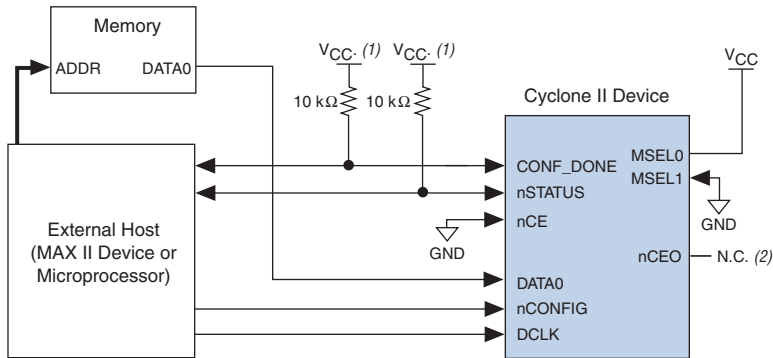 Memory
ADDR DATA0
VCC. (1) VCC. (1)
10 kΩ 10 kΩ
VCC
Cyclone II Device
MSEL0
CONF_DONE
MSEL1
nSTATUS
nCE
GND
GND
External Host
(MAX II Device or
Microprocessor)
nCEO N.C. (2)
DATA0
nCONFIG
DCLK